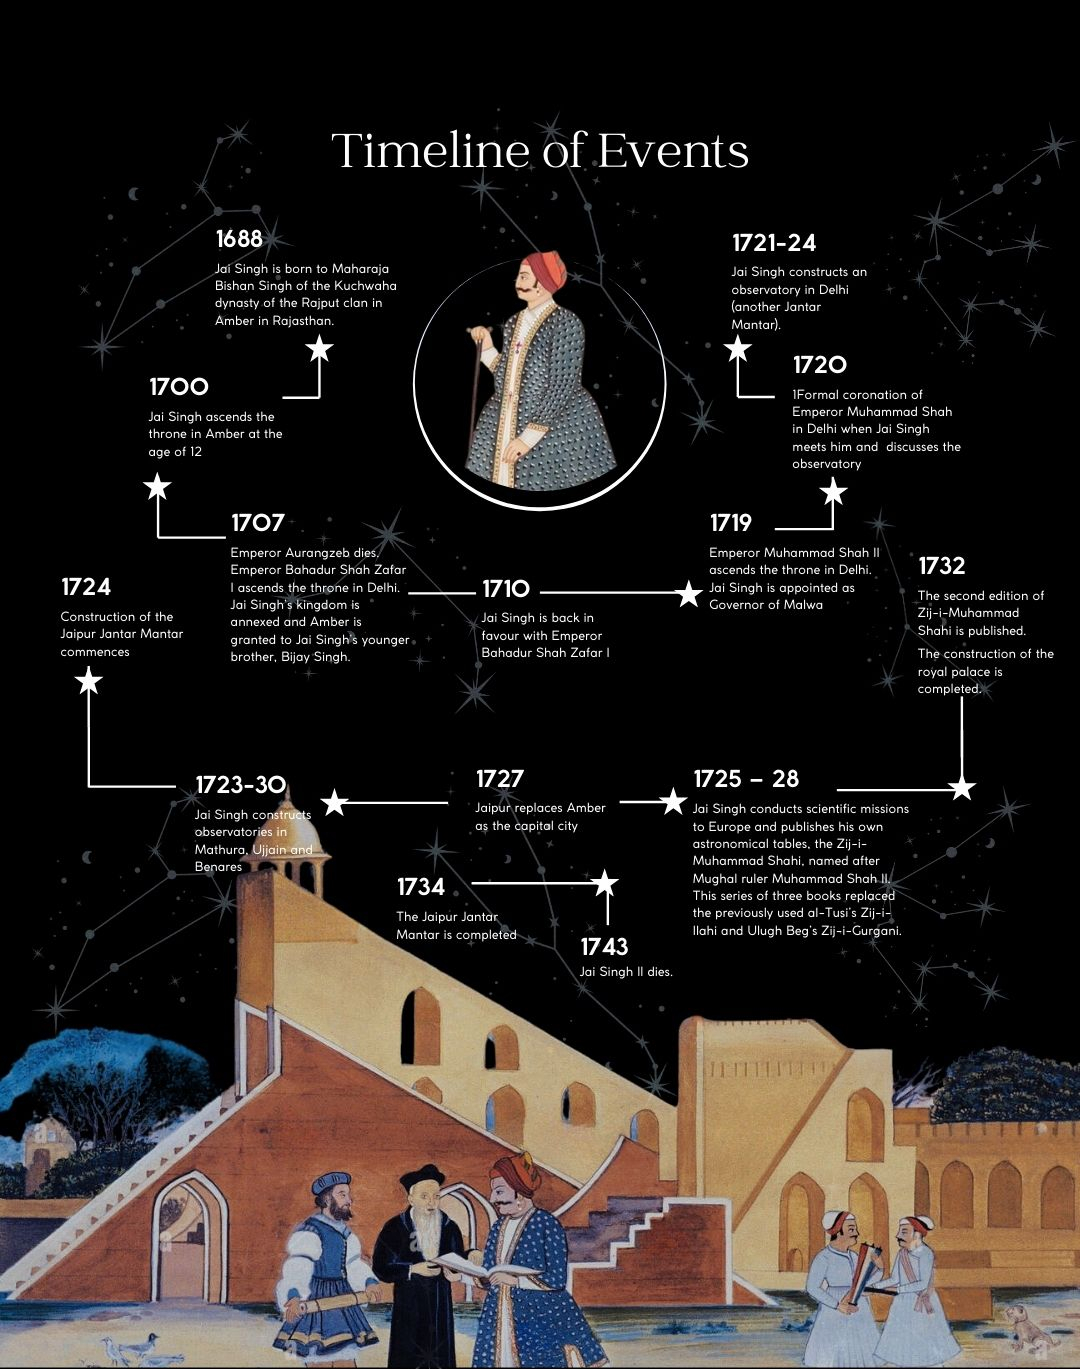 Timeline of Events
1688
Jai Singh is born to Maharaja
Bishan Singh of the Kuchwaha
dynasty of the Rajput clan in
Amber in Rajasthan.
1700
Jai Singh ascends the
throne in Amber at the
age of 12
1707
Emperor Aurangzeb dies.
Emperor Bahadur Shah Zafar
I ascends the throne in Delhi.
Jai Singh's kingdom is
annexed and Amber is
granted to Jai Singh's younger
brother, Bijay Singh.
1710
Jai Singh is back in
favour with Emperor
Bahadur Shah Zafar I
1719
Emperor Muhammad Shah II
ascends the throne in Delhi.
Jai Singh is appointed as
Governor of Malwa
1720
1Formal coronation of
Emperor Muhammad Shah
in Delhi when Jai Singh
meets him and discusses the
observatory
1721-24
Jai Singh constructs an
observatory in Delhi
(another Jantar
Mantar).
1724
Construction of the
Jaipur Jantar Mantar
commences
1723-30
Jai Singh constructs
observatories in
Mathura, Ujjain and
Benares
1727
Jaipur replaces Amber
as the capital city
1725 – 28
Jai Singh conducts scientific missions
to Europe and publishes his own
astronomical tables, the Zij-i-
Muhammad Shahi, named after
Mughal ruler Muhammad Shah II.
This series of three books replaced
the previously used al-Tusi's Zij-i-
Ilahi and Ulugh Beg's Zij-i-Gurgani.
1732
The second edition of
Zij-i-Muhammad
Shahi is published.
The construction of the
royal palace is
completed.
1734
The Jaipur Jantar
Mantar is completed
1743
Jai Singh II dies.
a
a
a
a